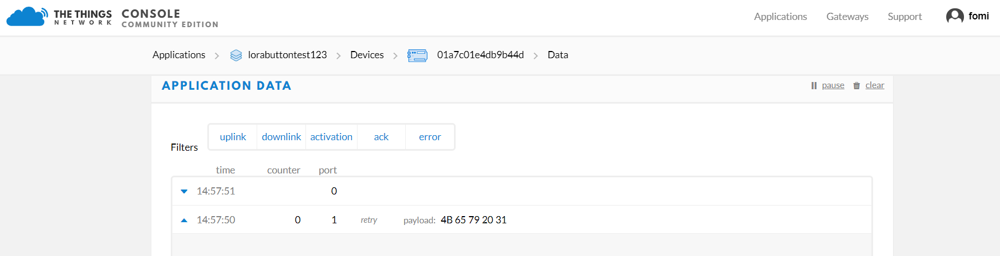 THE THINGS NETWORK CONSOLE COMMUNITY EDITION
Applications Gateways Support fomi
Applications lorabuttontest123 Devices 01a7c01e4db9b44d Data
APPLICATION DATA pause clear
Filters uplink downlink activation ack error
time counter port
14:57:51 0
14:57:50 0 1 retry payload: 4B 65 79 20 31